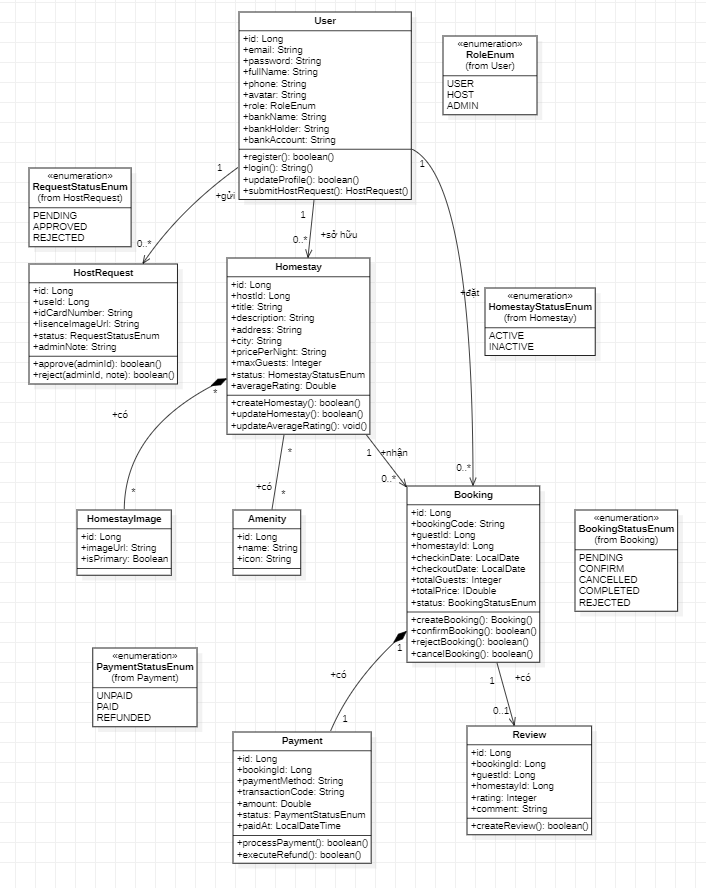 User
+id: Long
+email: String
+password: String
+fullName: String
+phone: String
+avatar: String
+role: RoleEnum
+bankName: String
+bankHolder: String
+bankAccount: String
+register(): boolean()
+login(): String()
+updateProfile(): boolean()
+submitHostRequest(): HostRequest()
«enumeration»
RoleEnum
(from User)
USER
HOST
ADMIN
«enumeration»
RequestStatusEnum
(from HostRequest)
PENDING
APPROVED
REJECTED
1
+gửi
0..*
1
+sở hữu
0..*
1
+đặt
0..*
HostRequest
+id: Long
+useId: Long
+idCardNumber: String
+lisenceImageUrl: String
+status: RequestStatusEnum
+adminNote: String
+approve(adminId): boolean()
+reject(adminId, note): boolean()
Homestay
+id: Long
+hostId: Long
+title: String
+description: String
+address: String
+city: String
+pricePerNight: String
+maxGuests: Integer
+status: HomestayStatusEnum
+averageRating: Double
+createHomestay(): boolean()
+updateHomestay(): boolean()
+updateAverageRating(): void()
«enumeration»
HomestayStatusEnum
(from Homestay)
ACTIVE
INACTIVE
*
+có
*
*
+có
*
1
+nhận
0..*
HomestayImage
+id: Long
+imageUrl: String
+isPrimary: Boolean
Amenity
+id: Long
+name: String
+icon: String
Booking
+id: Long
+bookingCode: String
+guestId: Long
+homestayId: Long
+checkinDate: LocalDate
+checkoutDate: LocalDate
+totalGuests: Integer
+totalPrice: lDouble
+status: BookingStatusEnum
+createBooking(): Booking()
+confirmBooking(): boolean()
+rejectBooking(): boolean()
+cancelBooking(): boolean()
«enumeration»
BookingStatusEnum
(from Booking)
PENDING
CONFIRM
CANCELLED
COMPLETED
REJECTED
«enumeration»
PaymentStatusEnum
(from Payment)
UNPAID
PAID
REFUNDED
1
+có
1
1
+có
0..1
Payment
+id: Long
+bookingId: Long
+paymentMethod: String
+transactionCode: String
+amount: Double
+status: PaymentStatusEnum
+paidAt: LocalDateTime
+processPayment(): boolean()
+executeRefund(): boolean()
Review
+id: Long
+bookingId: Long
+guestId: Long
+homestayId: Long
+rating: Integer
+comment: String
+createReview(): boolean()